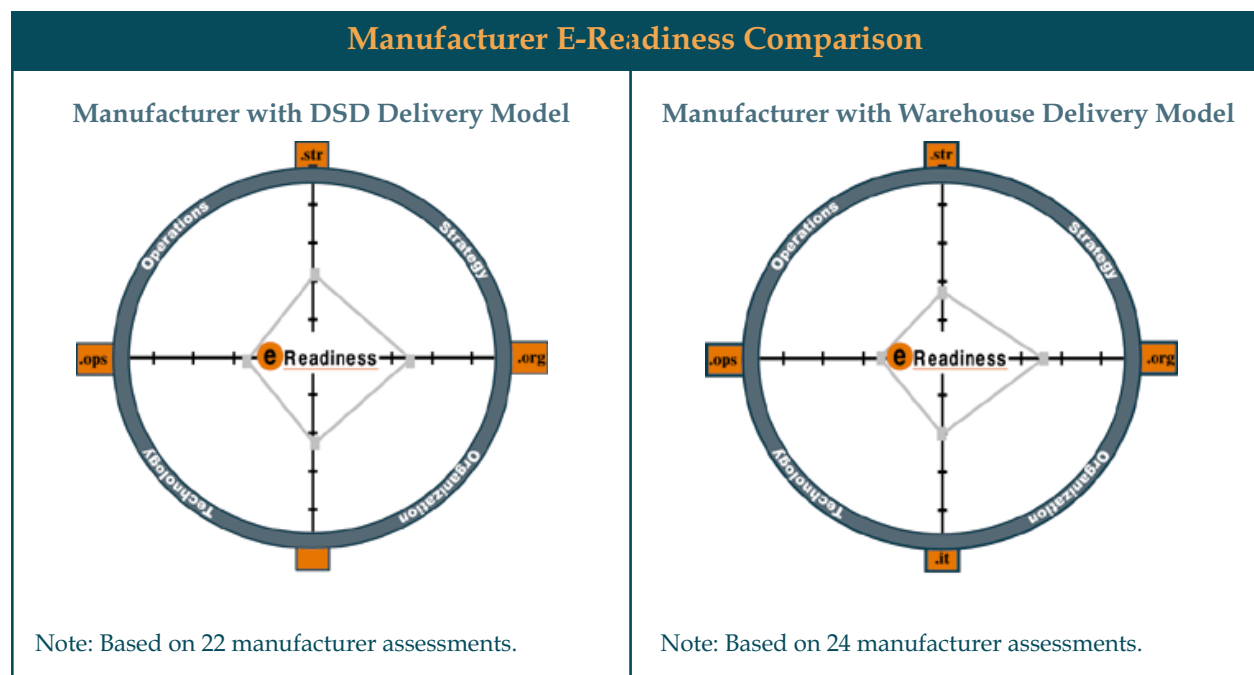 Manufacturer E-Readiness Comparison
Manufacturer with DSD Delivery Model
.str
Operations
Strategy
.ops
e Readiness
.org
Technology
Organization
Note: Based on 22 manufacturer assessments.
Manufacturer with Warehouse Delivery Model
.str
Operations
Strategy
.ops
e Readiness
.org
Technology
Organization
.it
Note: Based on 24 manufacturer assessments.